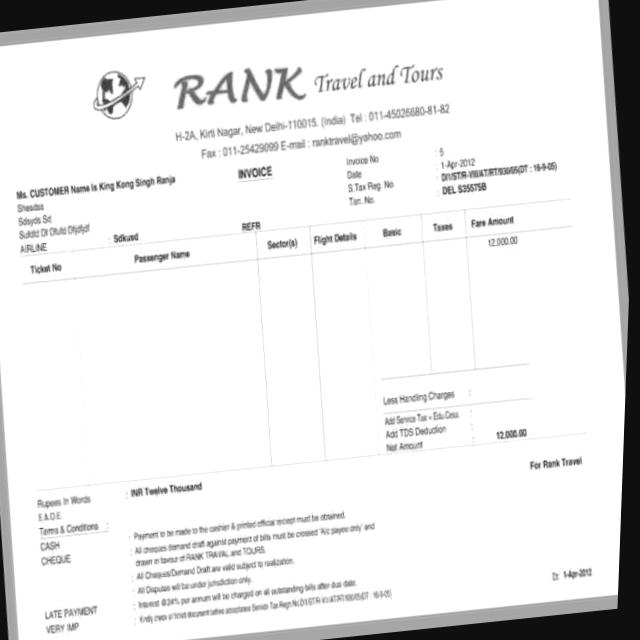 RANK Travel and Tours
H-2A, Kirti Nagar, New Delhi-110015. (India) Tel : 011-45026680-81-82
Fax : 011-25429099 E-mail : ranktravel@yahoo.com
INVOICE
Invoice No : 5
Date : 1-Apr-2012
S.Tax Reg. No. : DI/ST/R-VII/AT/RT/930/05(DT : 16-9-05)
Tan. No. : DEL S35575B
Ms. CUSTOMER Name Is King Kong Singh Ranja
Shesdss
Sdsyds Sd
Sufdtd Df Dfufd Dfjdfjdf
AIRLINE : Sdkusd REFR
Ticket No Passenger Name Sector(s) Flight Details Basic Taxes Fare Amount
12,000.00
Less Handling Charges :
Add Service Tax + Edu.Cess :
Add TDS Deduction :
Net Amount : 12,000.00
Rupees In Words : INR Twelve Thousand
E.A.O.E.
For Rank Travel
Terms & Conditions :
CASH : Payment to be made to the cashier & printed official receipt must be obtained.
CHEQUE : All cheques demand draft against payment of bills must be crossed 'A/c payee only' and
drawn in favour of RANK TRAVAL and TOURS.
: All Cheques/Demand Draft are valid subject to realization.
: All Disputes will be under jurisdiction only.
LATE PAYMENT : Interest @24% per annum will be charged on all outstanding bills after due date.
VERY IMP : Kindly check all ticket document before acceptance Service Tax Regn No DI/ST/R-VII/AT/RT/930/05(DT : 16-9-05)
Dt: 1-Apr-2012